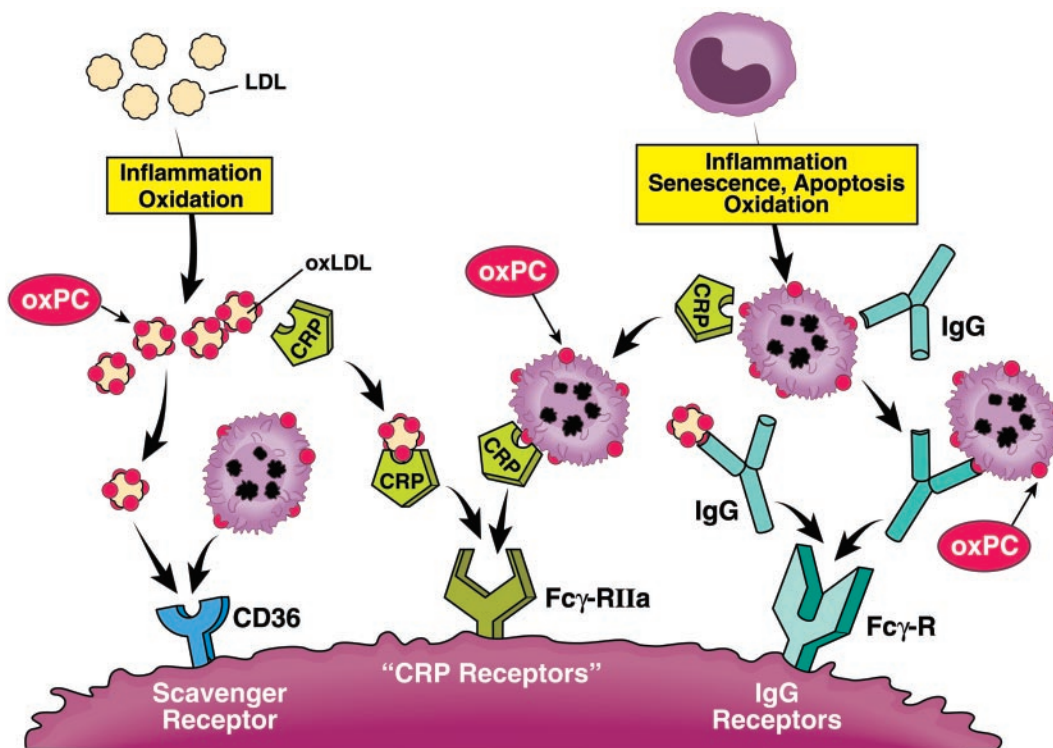 LDL
Inflammation
Oxidation
Inflammation
Senescence, Apoptosis
Oxidation
oxPC
oxLDL
CRP
oxPC
CRP
IgG
CRP
CRP
IgG
oxPC
CD36
Fcγ-RIIa
Fcγ-R
Scavenger
Receptor
“CRP Receptors”
IgG
Receptors